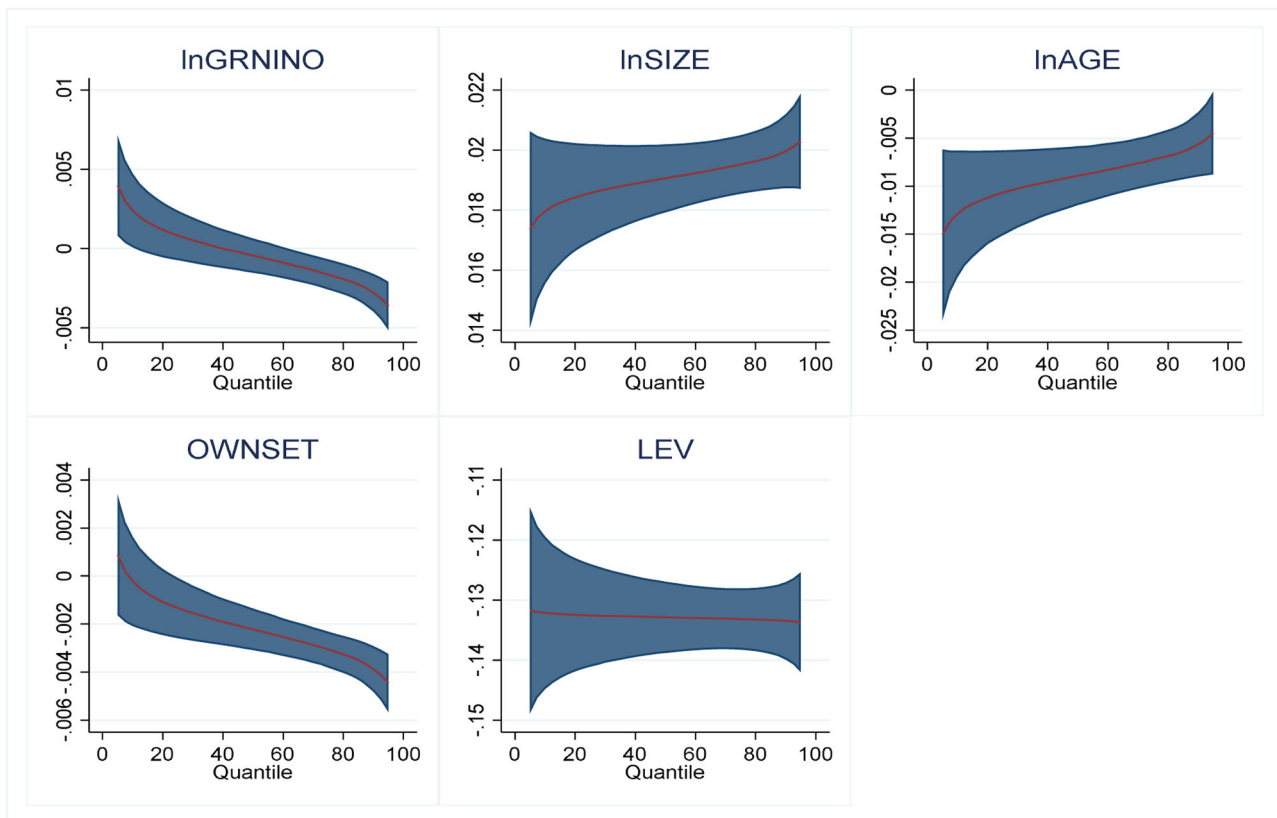 lnGRNINO
.01
.005
0
-.005
0 20 40 60 80 100
Quantile
lnSIZE
.022
.02
.018
.016
.014
0 20 40 60 80 100
Quantile
lnAGE
0
-.005
-.01
-.015
-.02
-.025
0 20 40 60 80 100
Quantile
OWNSET
.004
.002
0
-.002
-.004
-.006
0 20 40 60 80 100
Quantile
LEV
-.11
-.12
-.13
-.14
-.15
0 20 40 60 80 100
Quantile